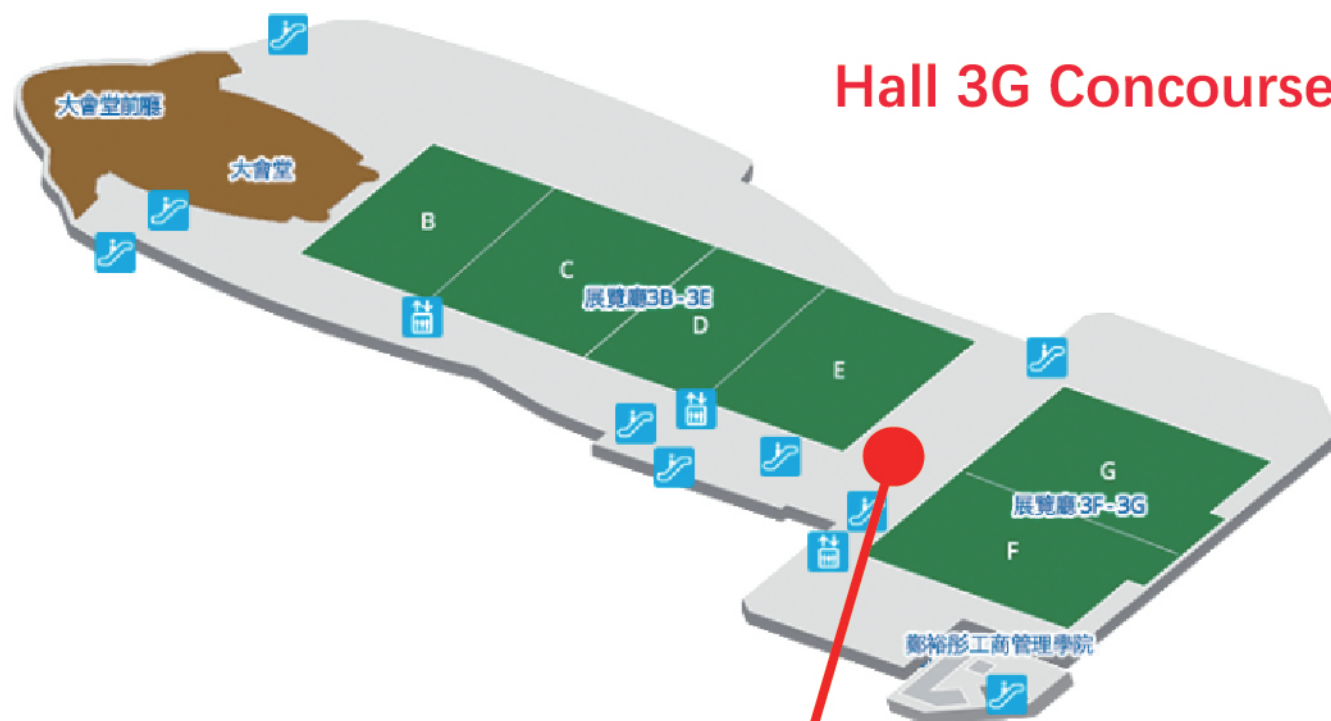 Hall 3G Concourse
大會堂前廳
大會堂
B
C
展覽廳3B-3E
D
E
G
展覽廳3F-3G
F
鄭裕彤工商管理學院